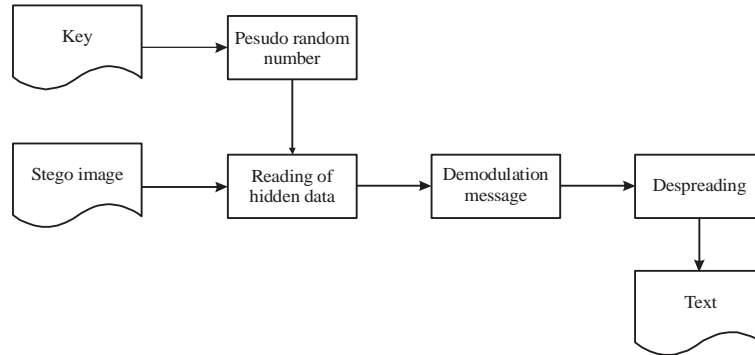 Key
Pesudo random
number
Stego image
Reading of
hidden data
Demodulation
message
Despreading
Text